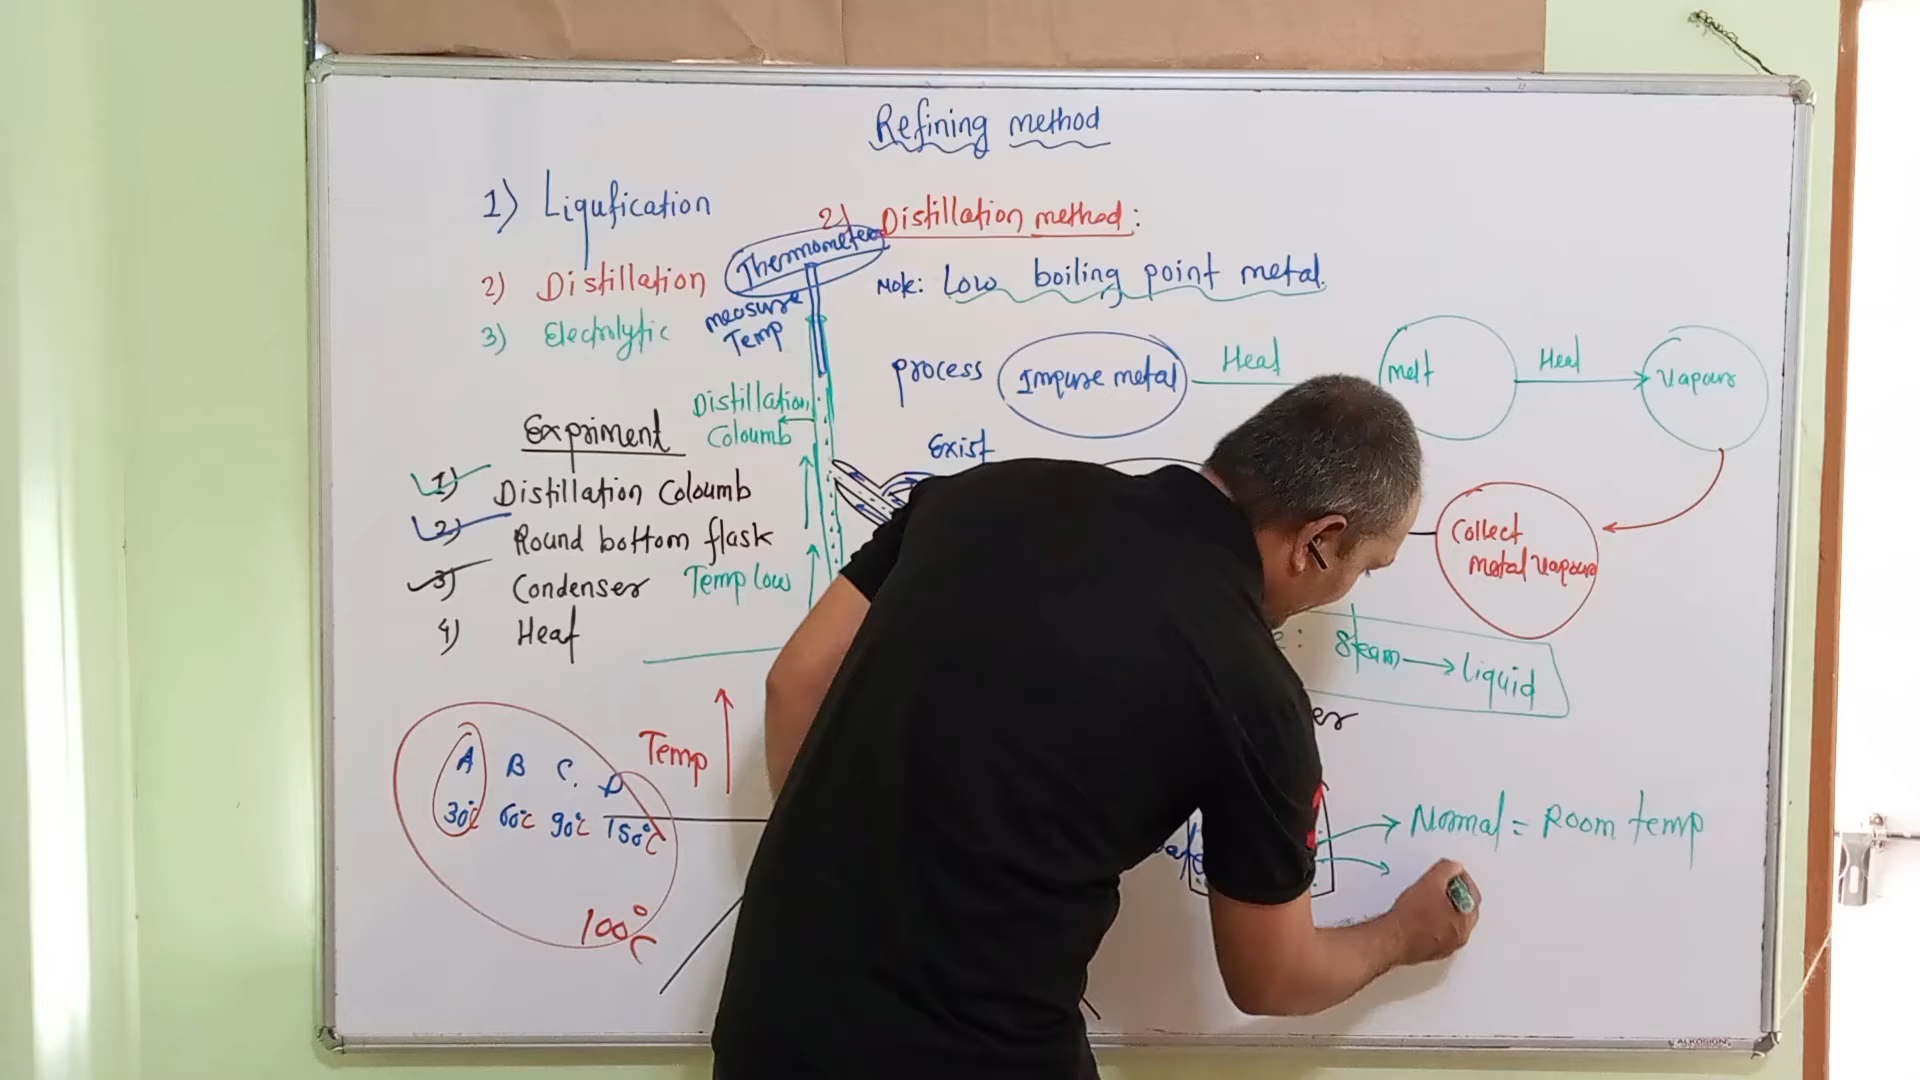 Refining method
1) Liqufication
2) Distillation
3) Electrolytic
2) Distillation method:
Note: Low boiling point metal.
Thermometer
measure
Temp
process Impure metal Heat melt Heat Vapours
Distillation
Coloumb
Exist
Expriment
1) Distillation Coloumb
2) Round bottom flask
3) Condenser
4) Heat
Temp low
Collect
metal vapours
Steam → liquid
Temp
A B C. D
30°C 60°C 90°C 150°C
100°C
Normal = Room temp
ALKOSIGN